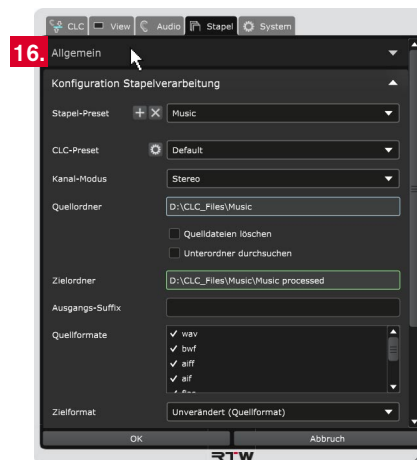 CLC View Audio Stapel System
16.
Allgemein
Konfiguration Stapelverarbeitung
Stapel-Preset Music
CLC-Preset Default
Kanal-Modus Stereo
Quellordner D:\CLC_Files\Music
Quelldateien löschen
Unterordner durchsuchen
Zielordner D:\CLC_Files\Music\Music processed
Ausgangs-Suffix
Quellformate wav
bwf
aiff
aif
Zielformat Unverändert (Quellformat)
OK Abbruch
RTW